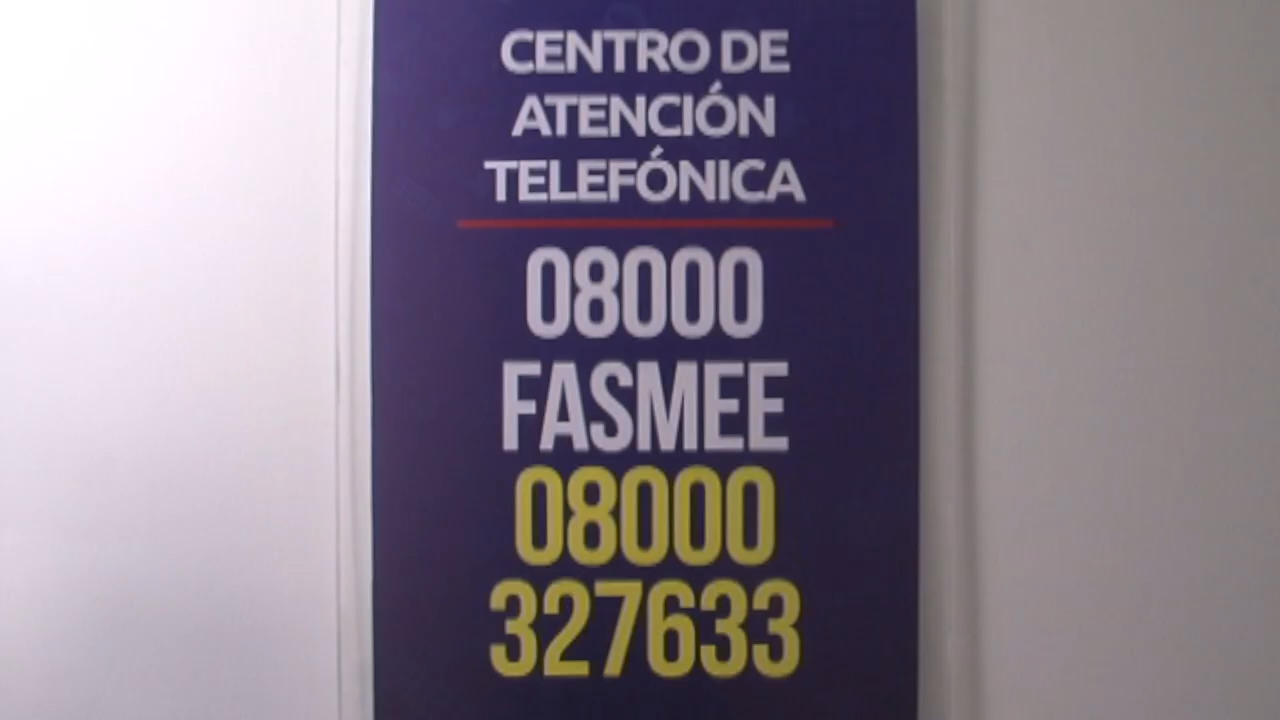 CENTRO DE
ATENCIÓN
TELEFÓNICA
08000
FASMEE
08000
327633